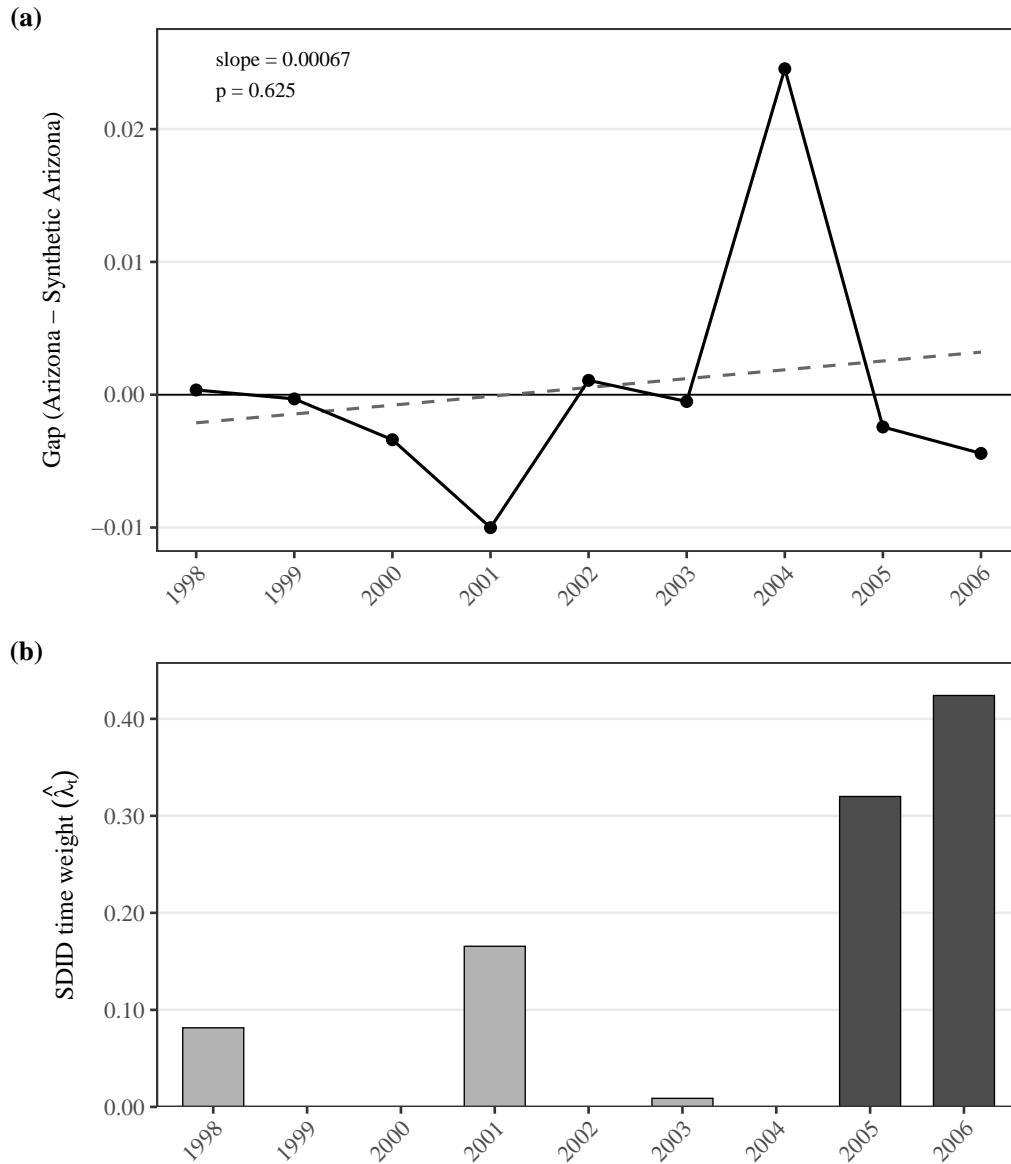 (a)
slope = 0.00067
p = 0.625
Gap (Arizona − Synthetic Arizona)
0.02
0.01
0.00
−0.01
1998 1999 2000 2001 2002 2003 2004 2005 2006
(b)
SDID time weight (λ̂ₜ)
0.40
0.30
0.20
0.10
0.00
1998 1999 2000 2001 2002 2003 2004 2005 2006